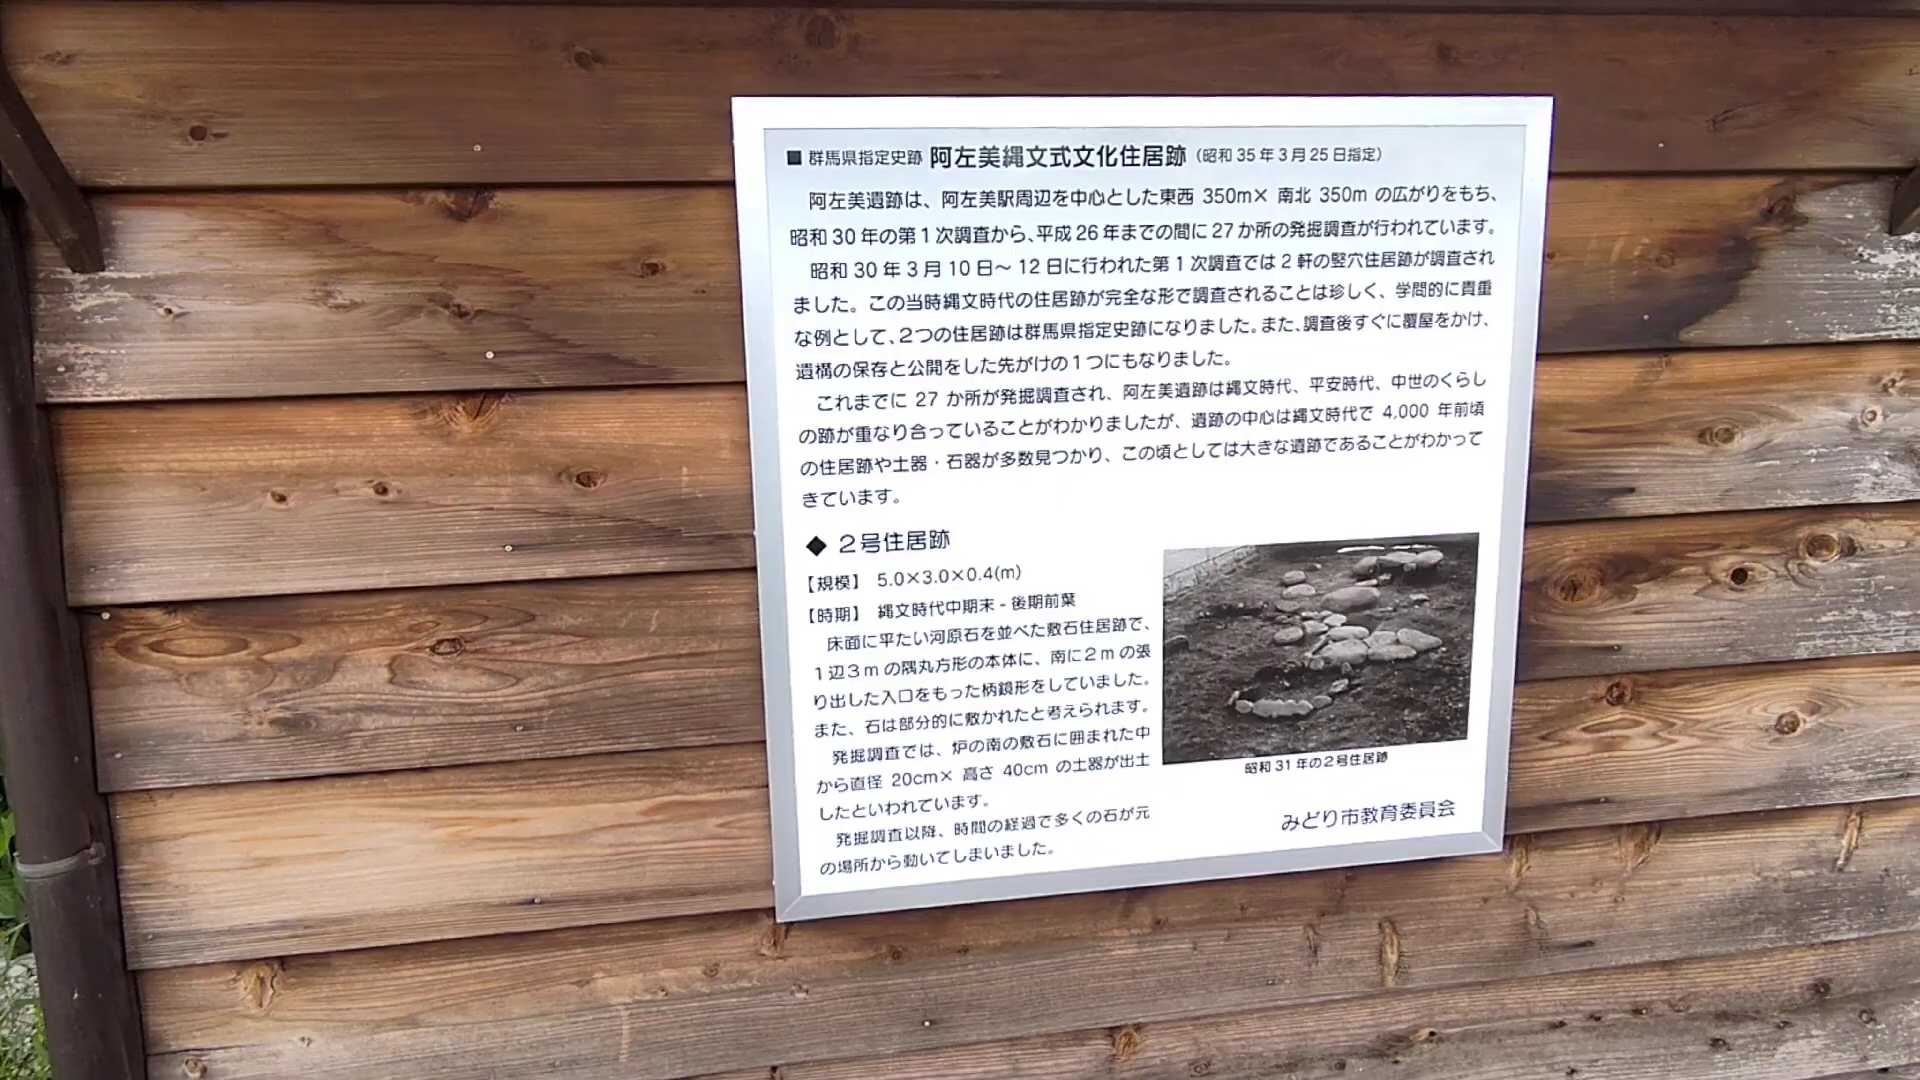 ■ 群馬県指定史跡 阿左美縄文式文化住居跡（昭和 35 年 3 月 25 日指定）
阿左美遺跡は、阿左美駅周辺を中心とした東西 350m× 南北 350m の広がりをもち、
昭和 30 年の第 1 次調査から、平成 26 年までの間に 27 か所の発掘調査が行われています。
昭和 30 年 3 月 10 日～ 12 日に行われた第 1 次調査では 2 軒の竪穴住居跡が調査され
ました。この当時縄文時代の住居跡が完全な形で調査されることは珍しく、学問的に貴重
な例として、2つの住居跡は群馬県指定史跡になりました。また、調査後すぐに覆屋をかけ、
遺構の保存と公開をした先がけの１つにもなりました。
これまでに 27 か所が発掘調査され、阿左美遺跡は縄文時代、平安時代、中世のくらし
の跡が重なり合っていることがわかりましたが、遺跡の中心は縄文時代で 4,000 年前頃
の住居跡や土器・石器が多数見つかり、この頃としては大きな遺跡であることがわかって
きています。
◆ ２号住居跡
【規模】 5.0×3.0×0.4(m)
【時期】 縄文時代中期末 - 後期前葉
床面に平たい河原石を並べた敷石住居跡で、
１辺３ｍの隅丸方形の本体に、南に２ｍの張
り出した入口をもった柄鏡形をしていました。
また、石は部分的に敷かれたと考えられます。
発掘調査では、炉の南の敷石に囲まれた中
から直径 20cm× 高さ 40cm の土器が出土
したといわれています。
発掘調査以降、時間の経過で多くの石が元
の場所から動いてしまいました。
昭和 31 年の２号住居跡
みどり市教育委員会